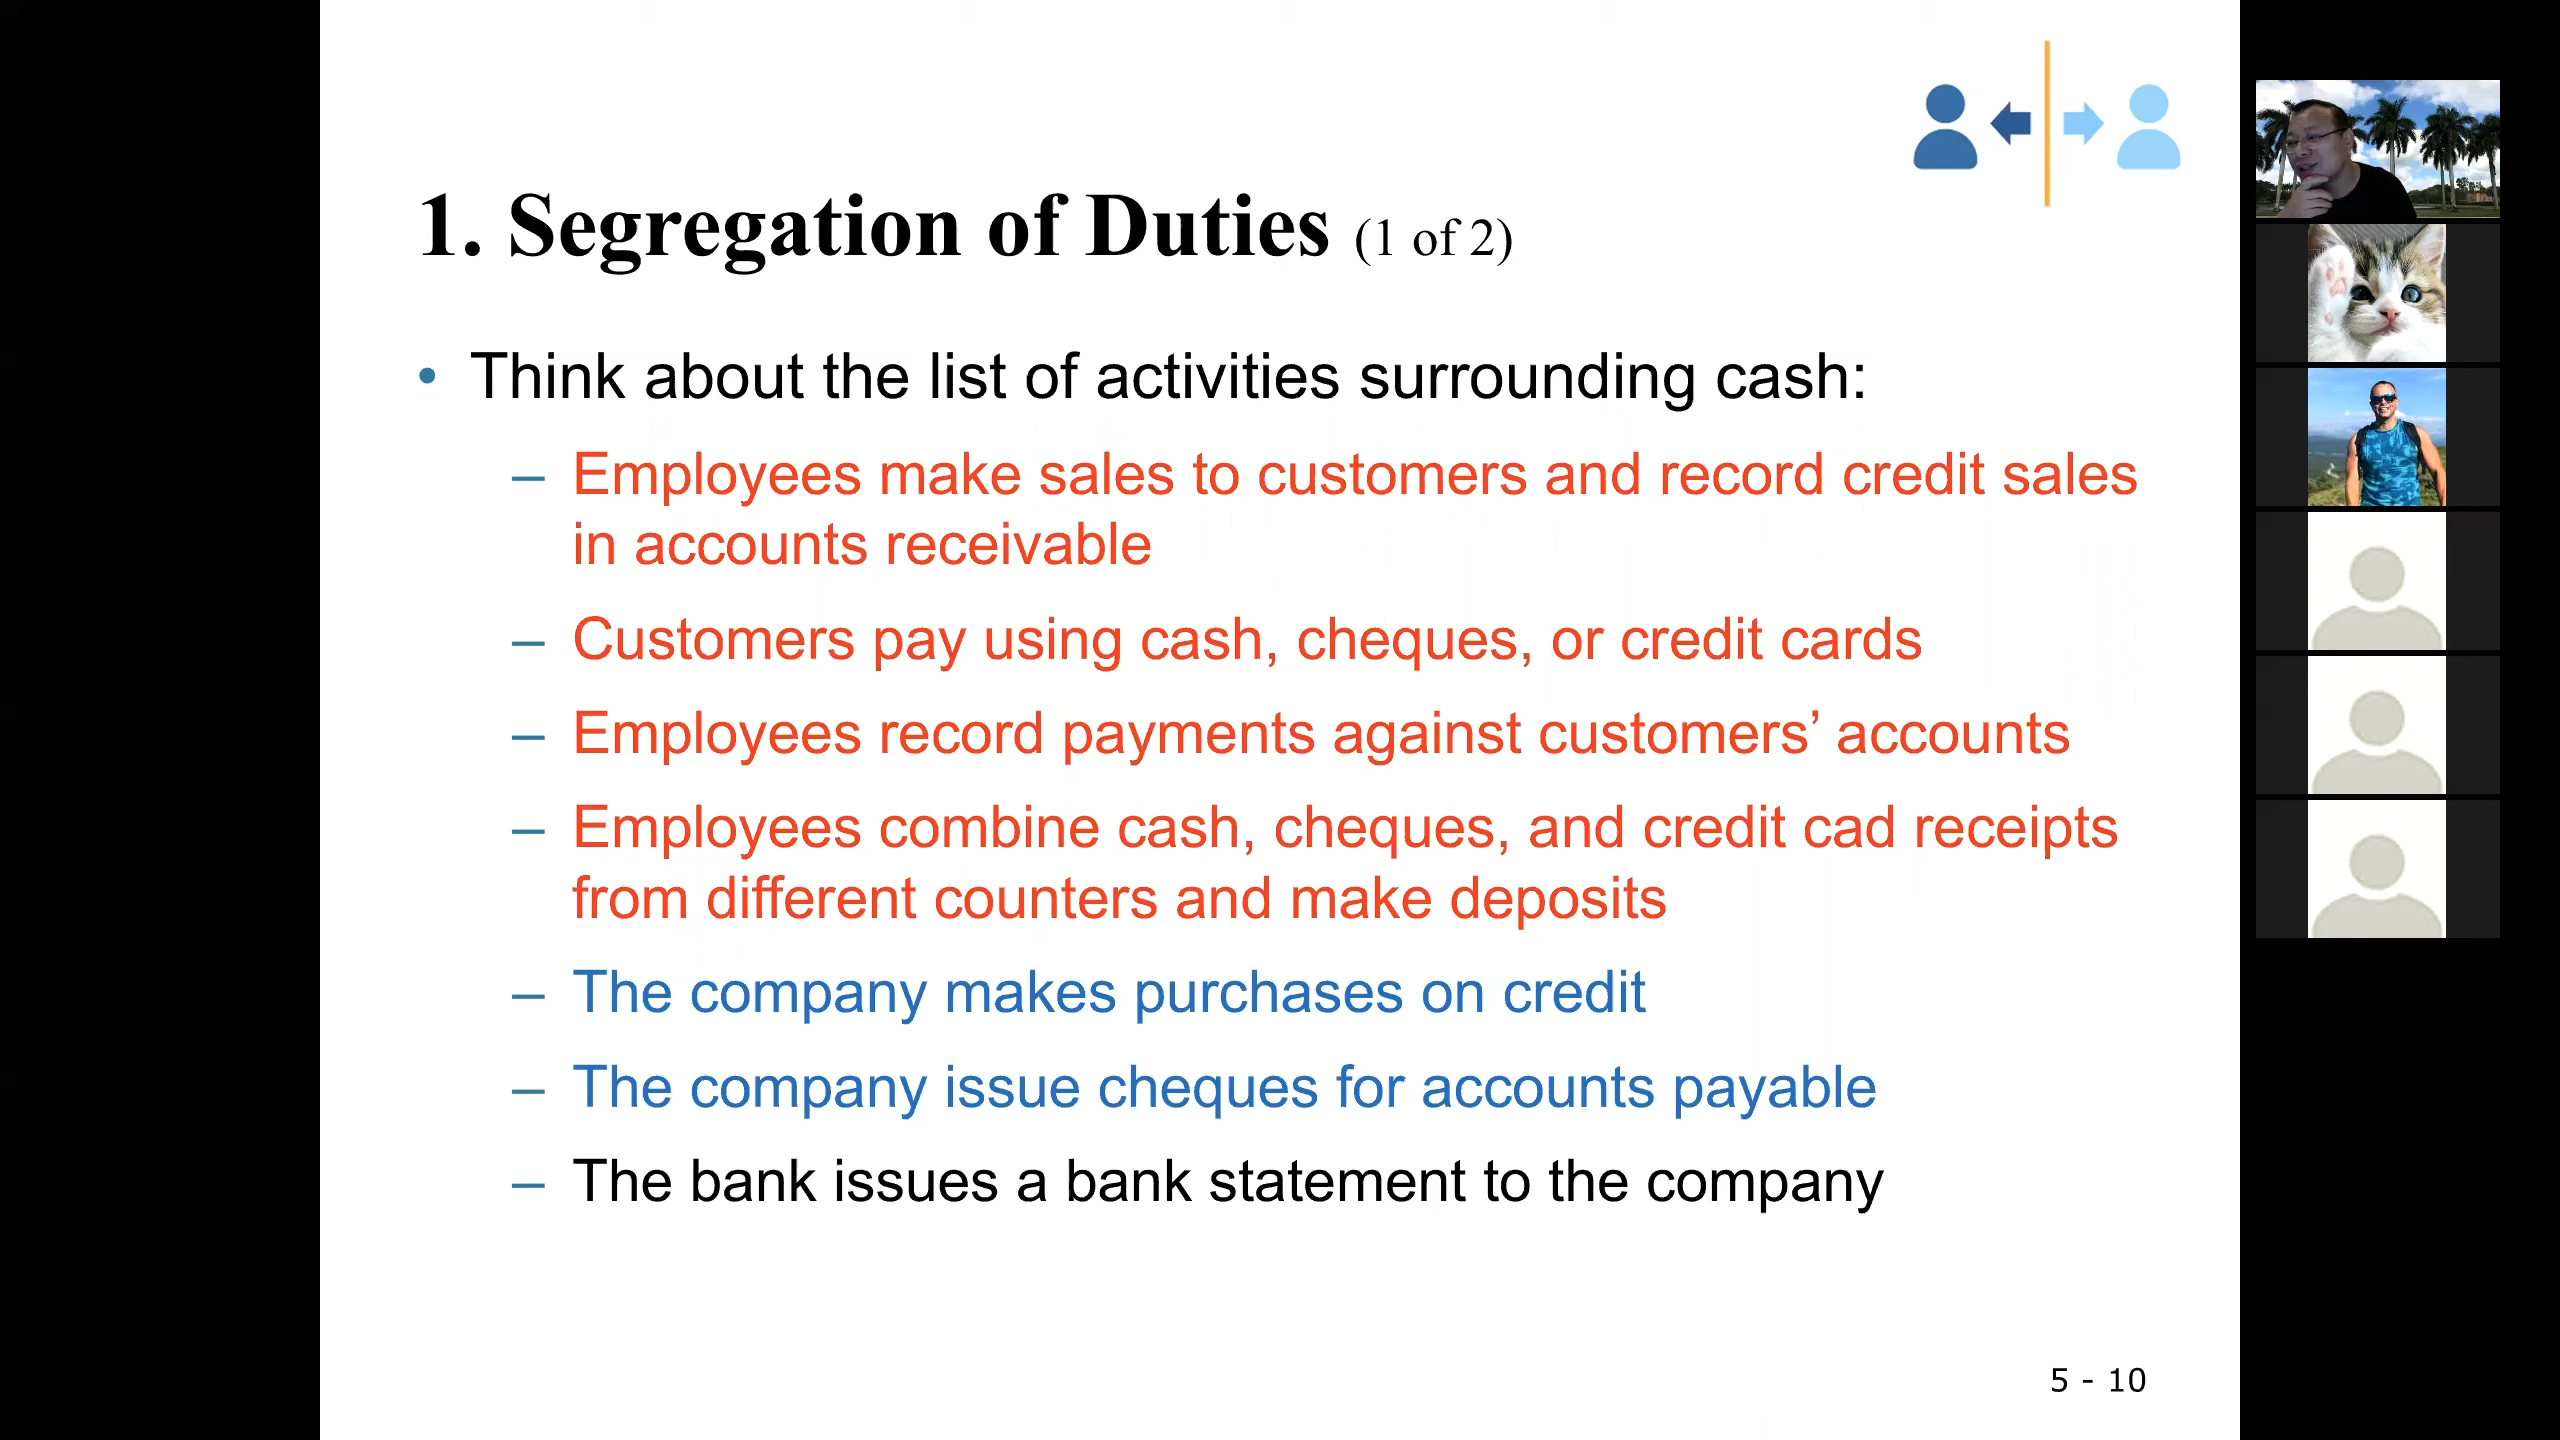 1. Segregation of Duties (1 of 2)
• Think about the list of activities surrounding cash:
– Employees make sales to customers and record credit sales
in accounts receivable
– Customers pay using cash, cheques, or credit cards
– Employees record payments against customers’ accounts
– Employees combine cash, cheques, and credit cad receipts
from different counters and make deposits
– The company makes purchases on credit
– The company issue cheques for accounts payable
– The bank issues a bank statement to the company
5 - 10